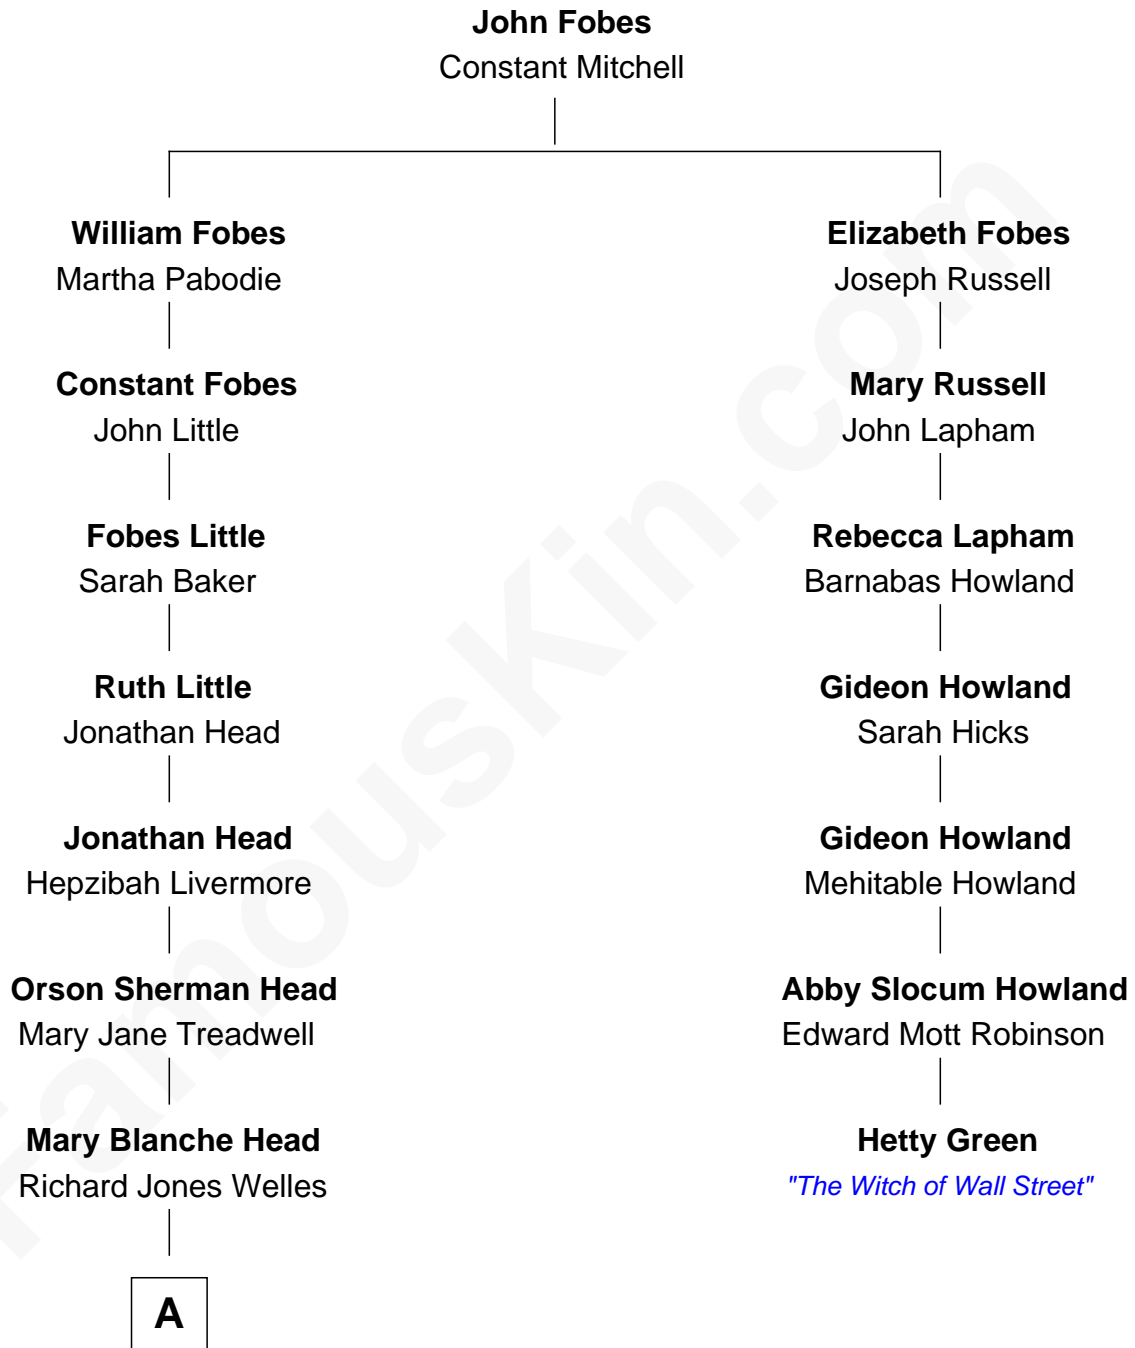 John Fobes
Constant Mitchell
William Fobes
Martha Pabodie
Elizabeth Fobes
Joseph Russell
Constant Fobes
John Little
Mary Russell
John Lapham
Fobes Little
Sarah Baker
Rebecca Lapham
Barnabas Howland
Ruth Little
Jonathan Head
Gideon Howland
Sarah Hicks
Jonathan Head
Hepzibah Livermore
Gideon Howland
Mehitable Howland
Orson Sherman Head
Mary Jane Treadwell
Abby Slocum Howland
Edward Mott Robinson
Mary Blanche Head
Richard Jones Welles
Hetty Green
"The Witch of Wall Street"
A
FamousKin.com